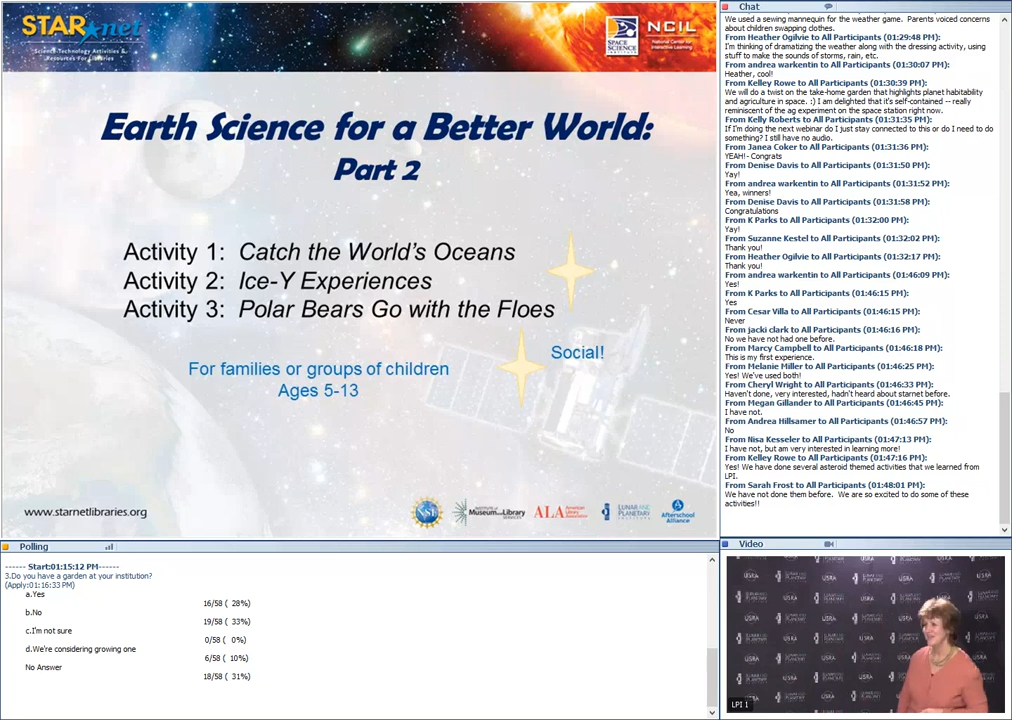 STAR net
Science-Technology Activities &
Resources For Libraries
SPACE
SCIENCE
INSTITUTE
NCIL
National Center for
Interactive Learning
Earth Science for a Better World:
Part 2
Activity 1: Catch the World's Oceans
Activity 2: Ice-Y Experiences
Activity 3: Polar Bears Go with the Floes
Social!
For families or groups of children
Ages 5-13
www.starnetlibraries.org
NSF
INSTITUTE of
Museum and Library
SERVICES
ALA American
Library
Association
LUNAR AND
PLANETARY
INSTITUTE
Afterschool
Alliance
Polling
------ Start:01:15:12 PM------
3.Do you have a garden at your institution?
(Apply:01:16:33 PM)
a.Yes
16/58 ( 28%)
b.No
19/58 ( 33%)
c.I'm not sure
0/58 ( 0%)
d.We're considering growing one
6/58 ( 10%)
No Answer
18/58 ( 31%)
Chat
We used a sewing mannequin for the weather game. Parents voiced concerns
about children swapping clothes.
From Heather Ogilvie to All Participants (01:29:48 PM):
I'm thinking of dramatizing the weather along with the dressing activity, using
stuff to make the sounds of storms, rain, etc.
From andrea warkentin to All Participants (01:30:07 PM):
Heather, cool!
From Kelley Rowe to All Participants (01:30:39 PM):
We will do a twist on the take-home garden that highlights planet habitability
and agriculture in space. :) I am delighted that it's self-contained -- really
reminiscent of the ag experiment on the space station right now.
From Kelly Roberts to All Participants (01:31:35 PM):
If I'm doing the next webinar do I just stay connected to this or do I need to do
something? I still have no audio.
From Janea Coker to All Participants (01:31:36 PM):
YEAH!- Congrats
From Denise Davis to All Participants (01:31:50 PM):
Yay!
From andrea warkentin to All Participants (01:31:52 PM):
Yea, winners!
From Denise Davis to All Participants (01:31:58 PM):
Congratulations
From K Parks to All Participants (01:32:00 PM):
Yay!
From Suzanne Kestel to All Participants (01:32:02 PM):
Thank you!
From Heather Ogilvie to All Participants (01:32:17 PM):
Thank you!
From andrea warkentin to All Participants (01:46:09 PM):
Yes!
From K Parks to All Participants (01:46:15 PM):
Yes
From Cesar Villa to All Participants (01:46:15 PM):
Never
From jacki clark to All Participants (01:46:16 PM):
No we have not had one before.
From Marcy Campbell to All Participants (01:46:18 PM):
This is my first experience.
From Melanie Miller to All Participants (01:46:25 PM):
Yes! We've used both!
From Cheryl Wright to All Participants (01:46:33 PM):
Haven't done, very interested, hadn't heard about starnet before.
From Megan Gillander to All Participants (01:46:45 PM):
I have not.
From Andrea Hillsamer to All Participants (01:46:57 PM):
No
From Nisa Kesseler to All Participants (01:47:13 PM):
I have not, but am very interested in learning more!
From Kelley Rowe to All Participants (01:47:16 PM):
Yes! We have done several asteroid themed activities that we learned from
LPI.
From Sarah Frost to All Participants (01:48:01 PM):
We have not done them before. We are so excited to do some of these
activities!!
Video
USRA
LPI 1